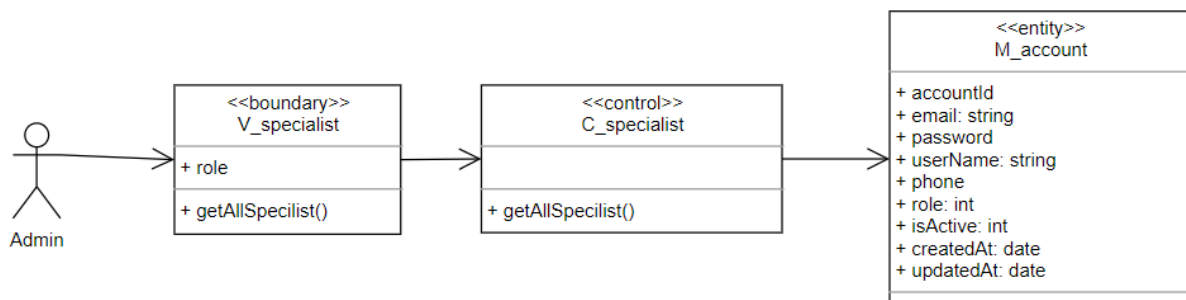 Admin
<<boundary>>
V_specialist
+ role
+ getAllSpecilist()
<<control>>
C_specialist
+ getAllSpecilist()
<<entity>>
M_account
+ accountId
+ email: string
+ password
+ userName: string
+ phone
+ role: int
+ isActive: int
+ createdAt: date
+ updatedAt: date